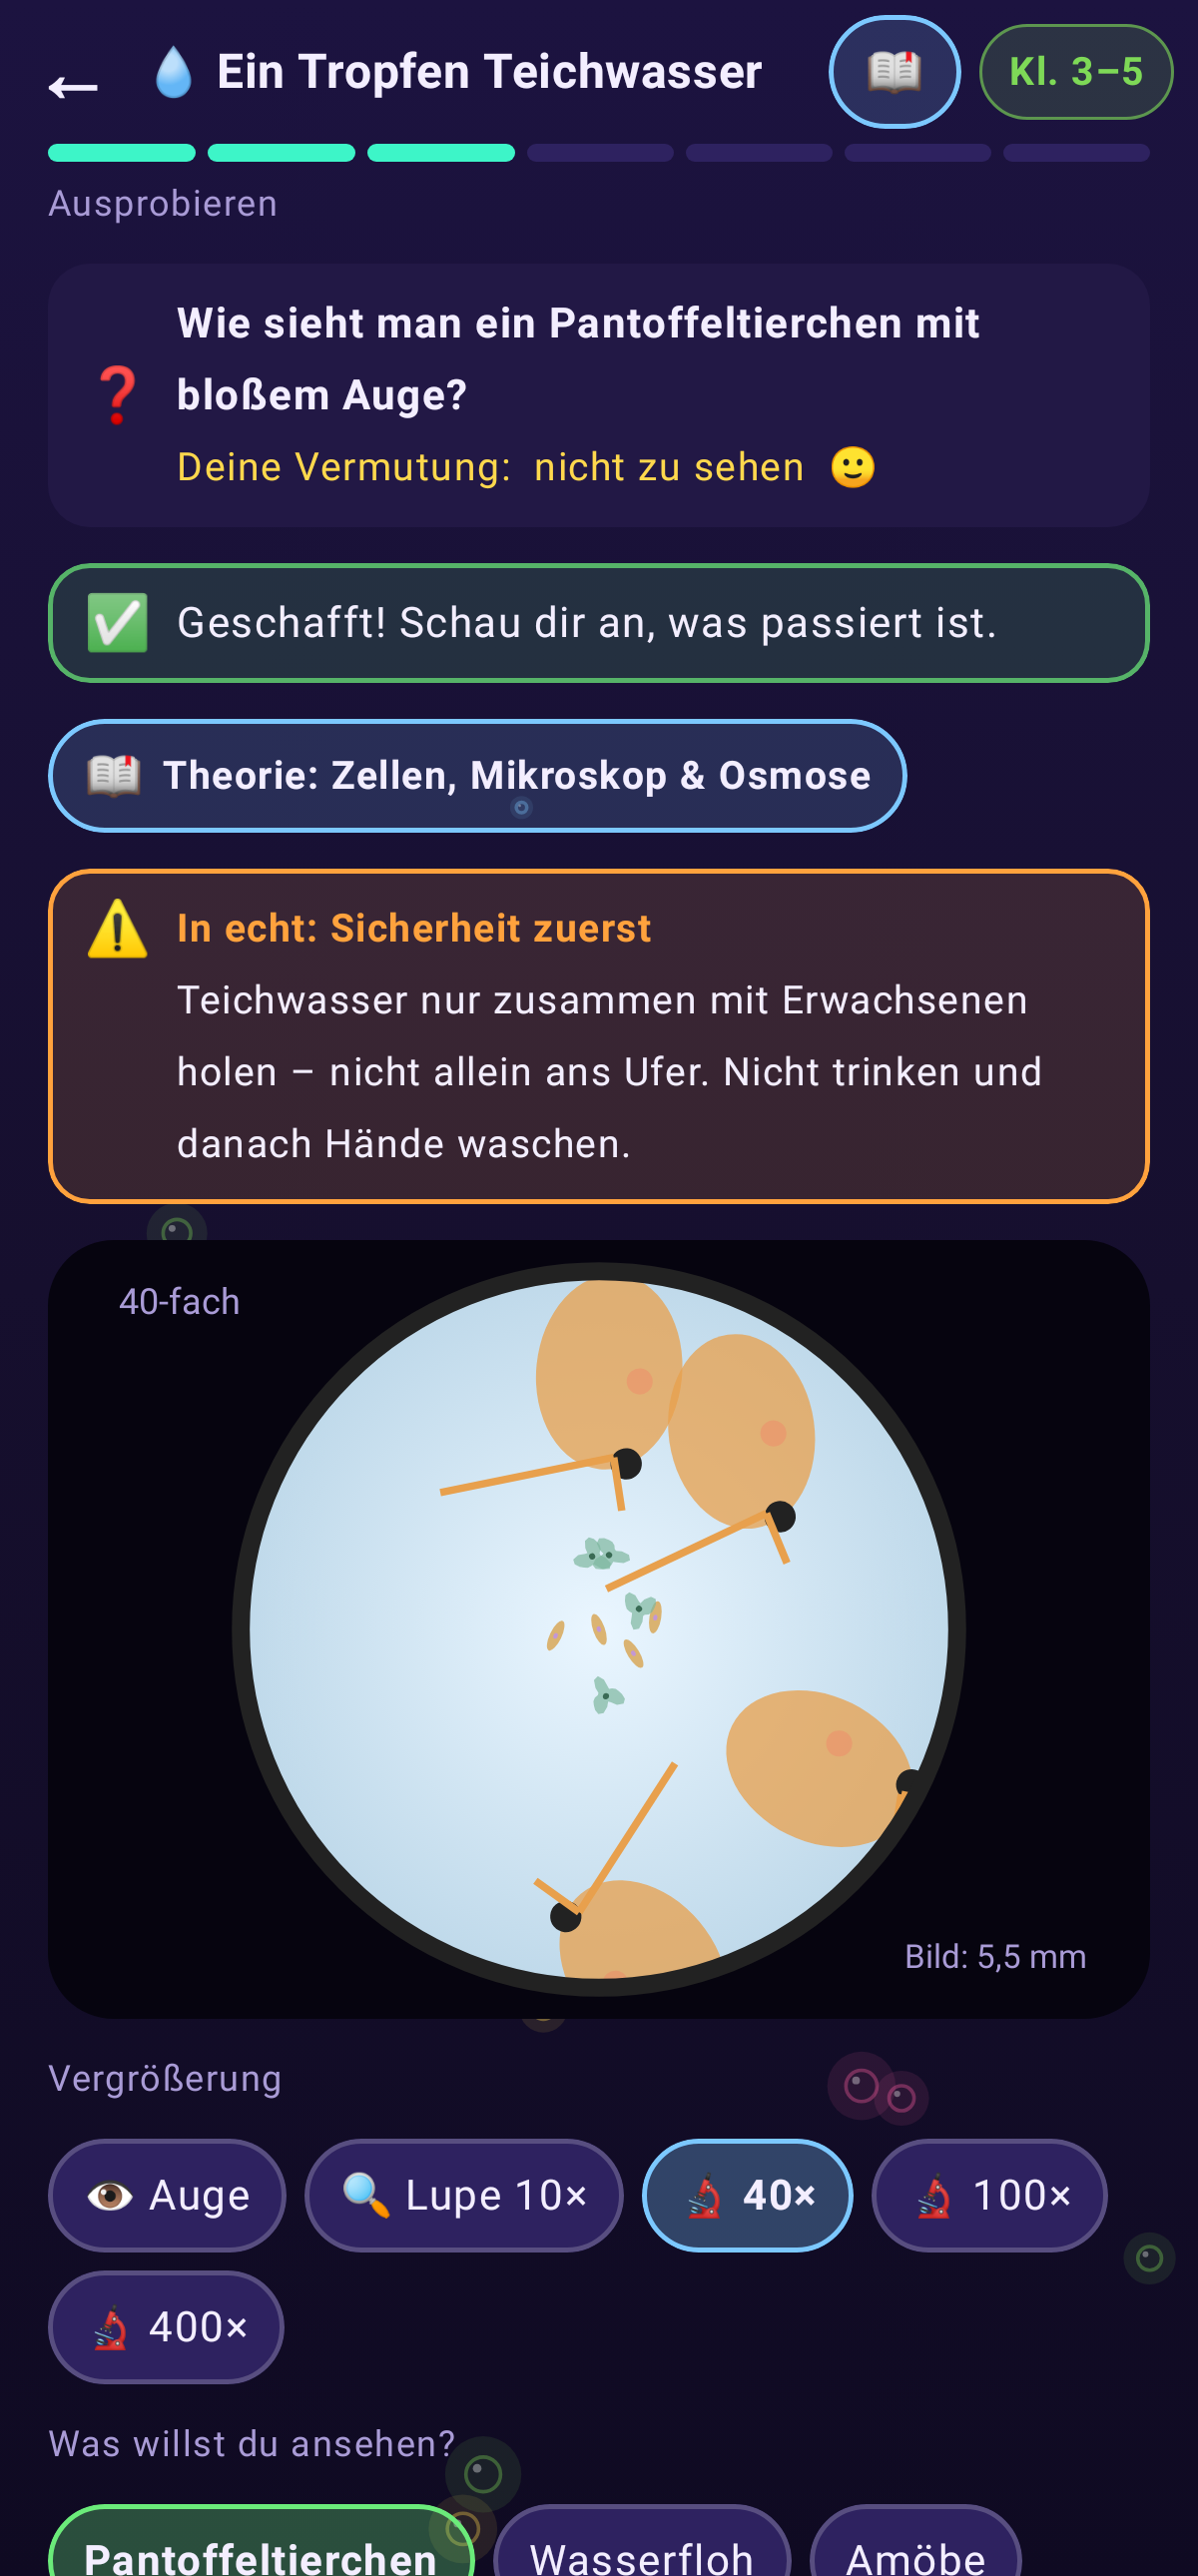 ← 💧 Ein Tropfen Teichwasser 📖 Kl. 3–5
Ausprobieren
Wie sieht man ein Pantoffeltierchen mit
❓ bloßem Auge?
Deine Vermutung: nicht zu sehen 🙂
✅ Geschafft! Schau dir an, was passiert ist.
📖 Theorie: Zellen, Mikroskop & Osmose
⚠️ In echt: Sicherheit zuerst
Teichwasser nur zusammen mit Erwachsenen
holen – nicht allein ans Ufer. Nicht trinken und
danach Hände waschen.
40-fach
Bild: 5,5 mm
Vergrößerung
👁️ Auge 🔍 Lupe 10× 🔬 40× 🔬 100×
🔬 400×
Was willst du ansehen?
Pantoffeltierchen Wasserfloh Amöbe